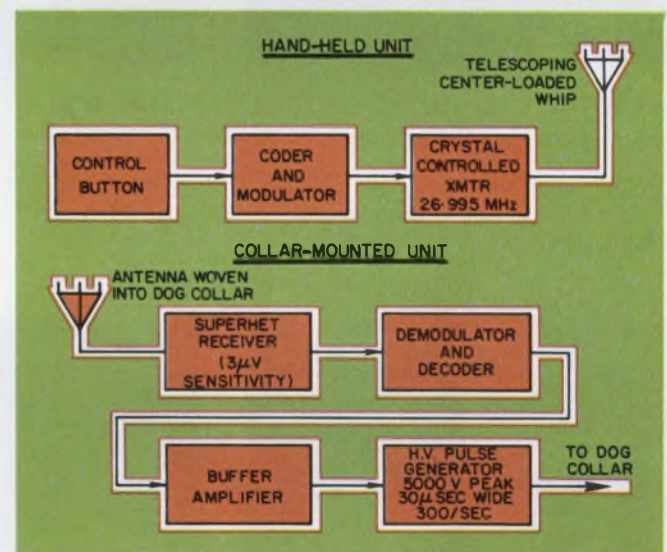 HAND-HELD UNIT
TELESCOPING
CENTER-LOADED
WHIP
CONTROL
BUTTON
CODER
AND
MODULATOR
CRYSTAL
CONTROLLED
XMTR
26.995 MHz
COLLAR-MOUNTED UNIT
ANTENNA WOVEN
INTO DOG COLLAR
SUPERHET
RECEIVER
(3μV
SENSITIVITY)
DEMODULATOR
AND
DECODER
BUFFER
AMPLIFIER
H.V. PULSE
GENERATOR
5000 V PEAK
30μSEC WIDE
300/SEC
TO DOG
COLLAR